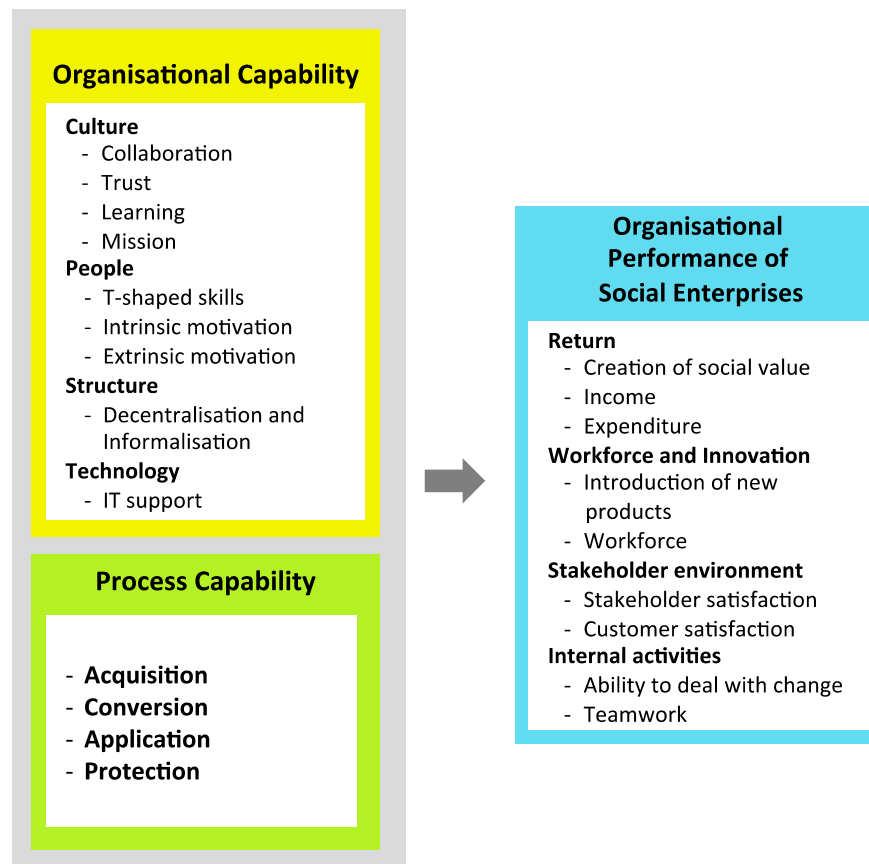 Organisational Capability
Culture
- Collaboration
- Trust
- Learning
- Mission
People
- T-shaped skills
- Intrinsic motivation
- Extrinsic motivation
Structure
- Decentralisation and
Informalisation
Technology
- IT support
Process Capability
- Acquisition
- Conversion
- Application
- Protection
Organisational
Performance of
Social Enterprises
Return
- Creation of social value
- Income
- Expenditure
Workforce and Innovation
- Introduction of new
products
- Workforce
Stakeholder environment
- Stakeholder satisfaction
- Customer satisfaction
Internal activities
- Ability to deal with change
- Teamwork